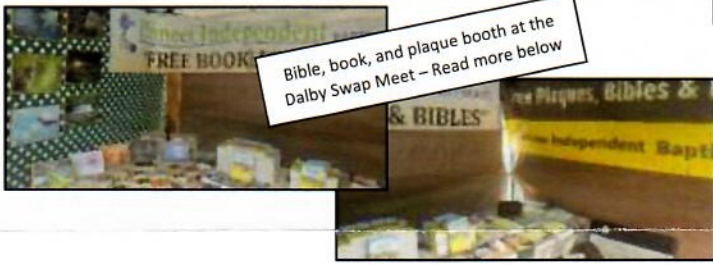 Independent
FREE BOOK
Bible, book, and plaque booth at the
Dalby Swap Meet – Read more below
& BIBLES
Plaques, Bibles &
Independent Bapti